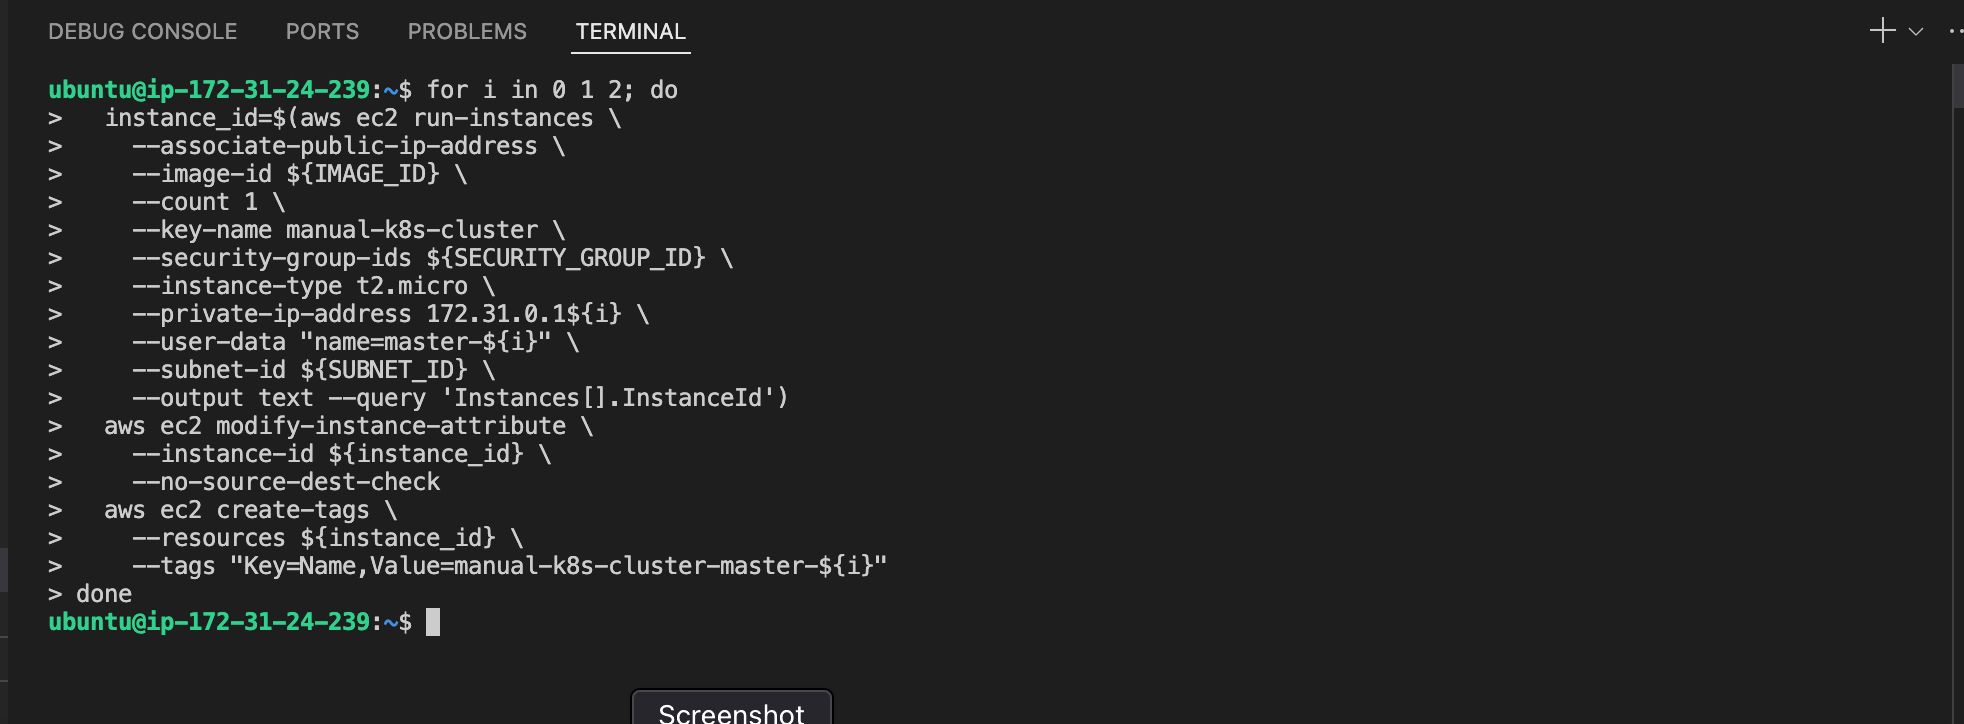 DEBUG CONSOLE PORTS PROBLEMS TERMINAL
ubuntu@ip-172-31-24-239:~$ for i in 0 1 2; do
>   instance_id=$(aws ec2 run-instances \
>     --associate-public-ip-address \
>     --image-id ${IMAGE_ID} \
>     --count 1 \
>     --key-name manual-k8s-cluster \
>     --security-group-ids ${SECURITY_GROUP_ID} \
>     --instance-type t2.micro \
>     --private-ip-address 172.31.0.1${i} \
>     --user-data "name=master-${i}" \
>     --subnet-id ${SUBNET_ID} \
>     --output text --query 'Instances[].InstanceId')
>   aws ec2 modify-instance-attribute \
>     --instance-id ${instance_id} \
>     --no-source-dest-check
>   aws ec2 create-tags \
>     --resources ${instance_id} \
>     --tags "Key=Name,Value=manual-k8s-cluster-master-${i}"
> done
ubuntu@ip-172-31-24-239:~$
Screenshot